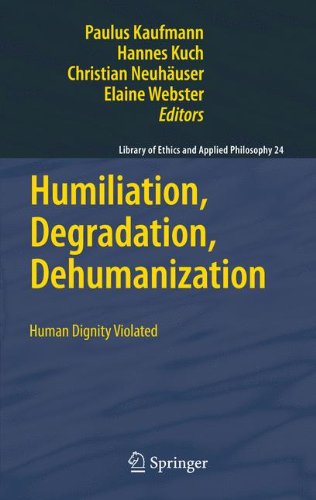 Paulus Kaufmann
Hannes Kuch
Christian Neuhäuser
Elaine Webster
Editors
Library of Ethics and Applied Philosophy 24
Humiliation,
Degradation,
Dehumanization
Human Dignity Violated
Springer